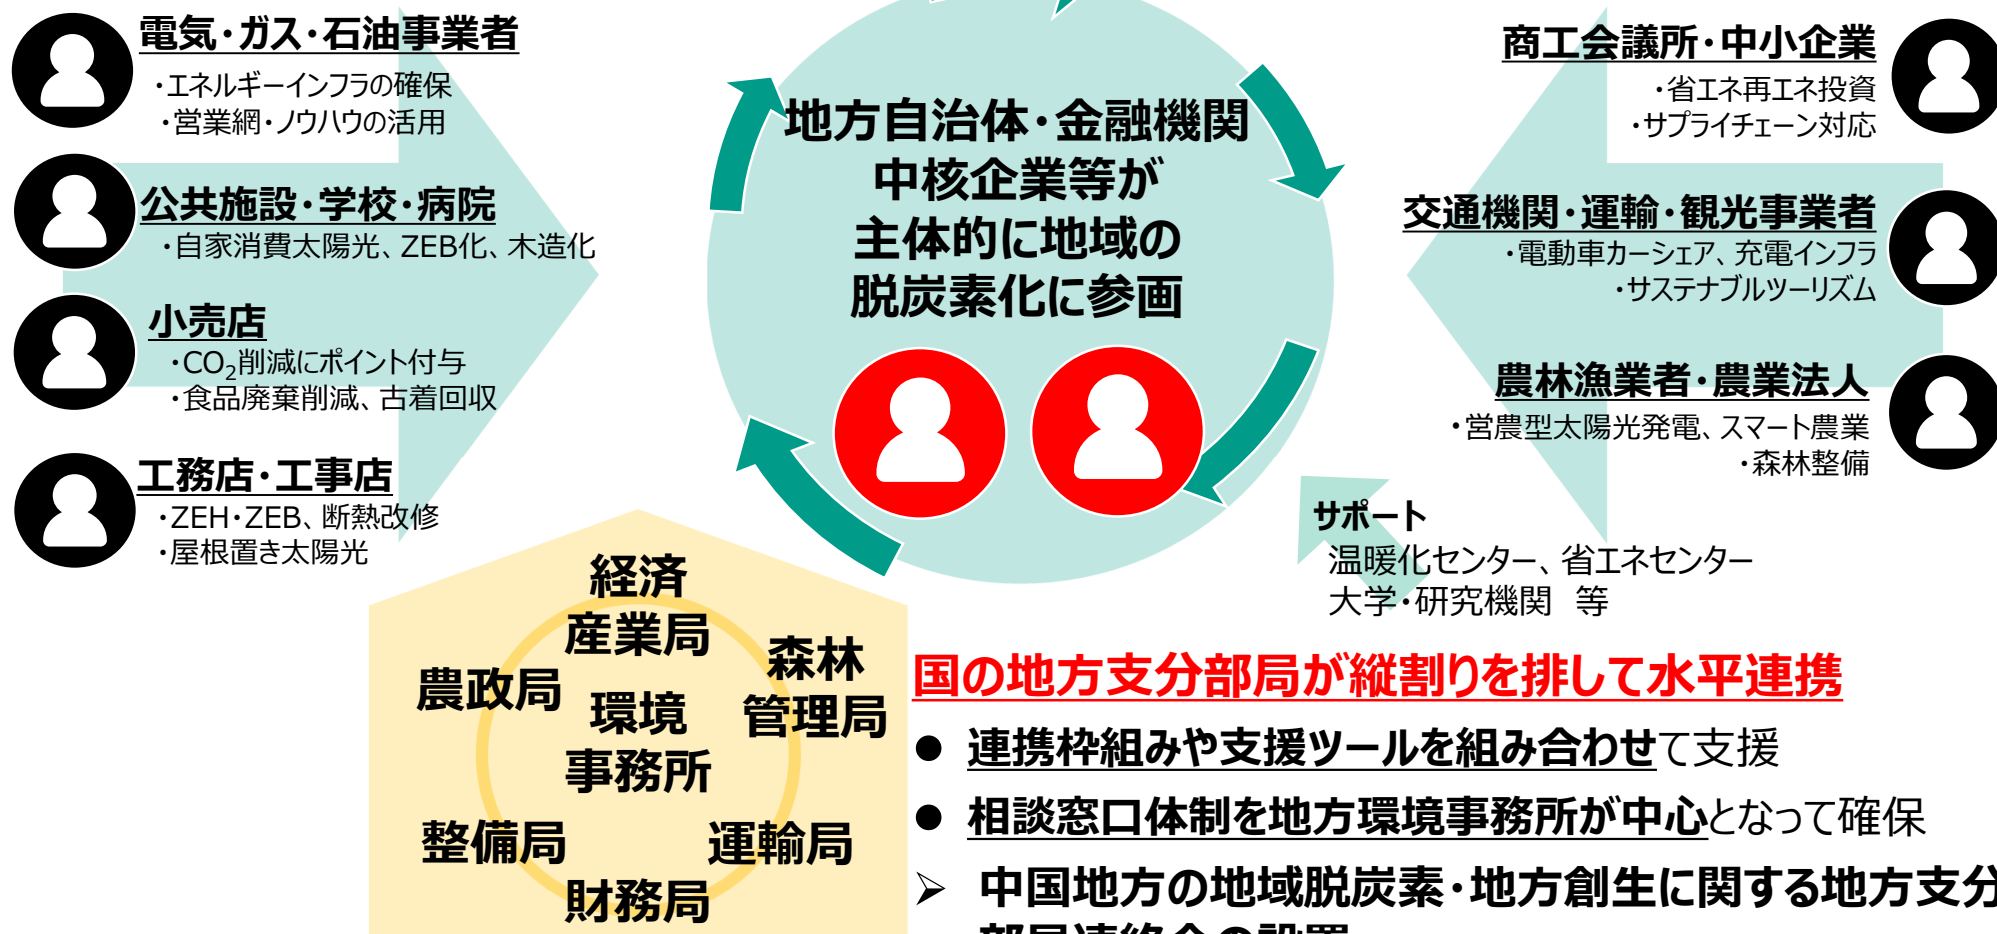 電気・ガス・石油事業者
・エネルギーインフラの確保
・営業網・ノウハウの活用
公共施設・学校・病院
・自家消費太陽光、ZEB化、木造化
小売店
・CO₂削減にポイント付与
・食品廃棄削減、古着回収
工務店・工事店
・ZEH・ZEB、断熱改修
・屋根置き太陽光
地方自治体・金融機関
中核企業等が
主体的に地域の
脱炭素化に参画
商工会議所・中小企業
・省エネ再エネ投資
・サプライチェーン対応
交通機関・運輸・観光事業者
・電動車カーシェア、充電インフラ
・サステナブルツーリズム
農林漁業者・農業法人
・営農型太陽光発電、スマート農業
・森林整備
サポート
温暖化センター、省エネセンター
大学・研究機関 等
経済
産業局
農政局
森林
管理局
環境
事務所
整備局
運輸局
財務局
国の地方支分部局が縦割りを排して水平連携
● 連携枠組みや支援ツールを組み合わせて支援
● 相談窓口体制を地方環境事務所が中心となって確保
➢ 中国地方の地域脱炭素・地方創生に関する地方支分
部局連絡会の設置